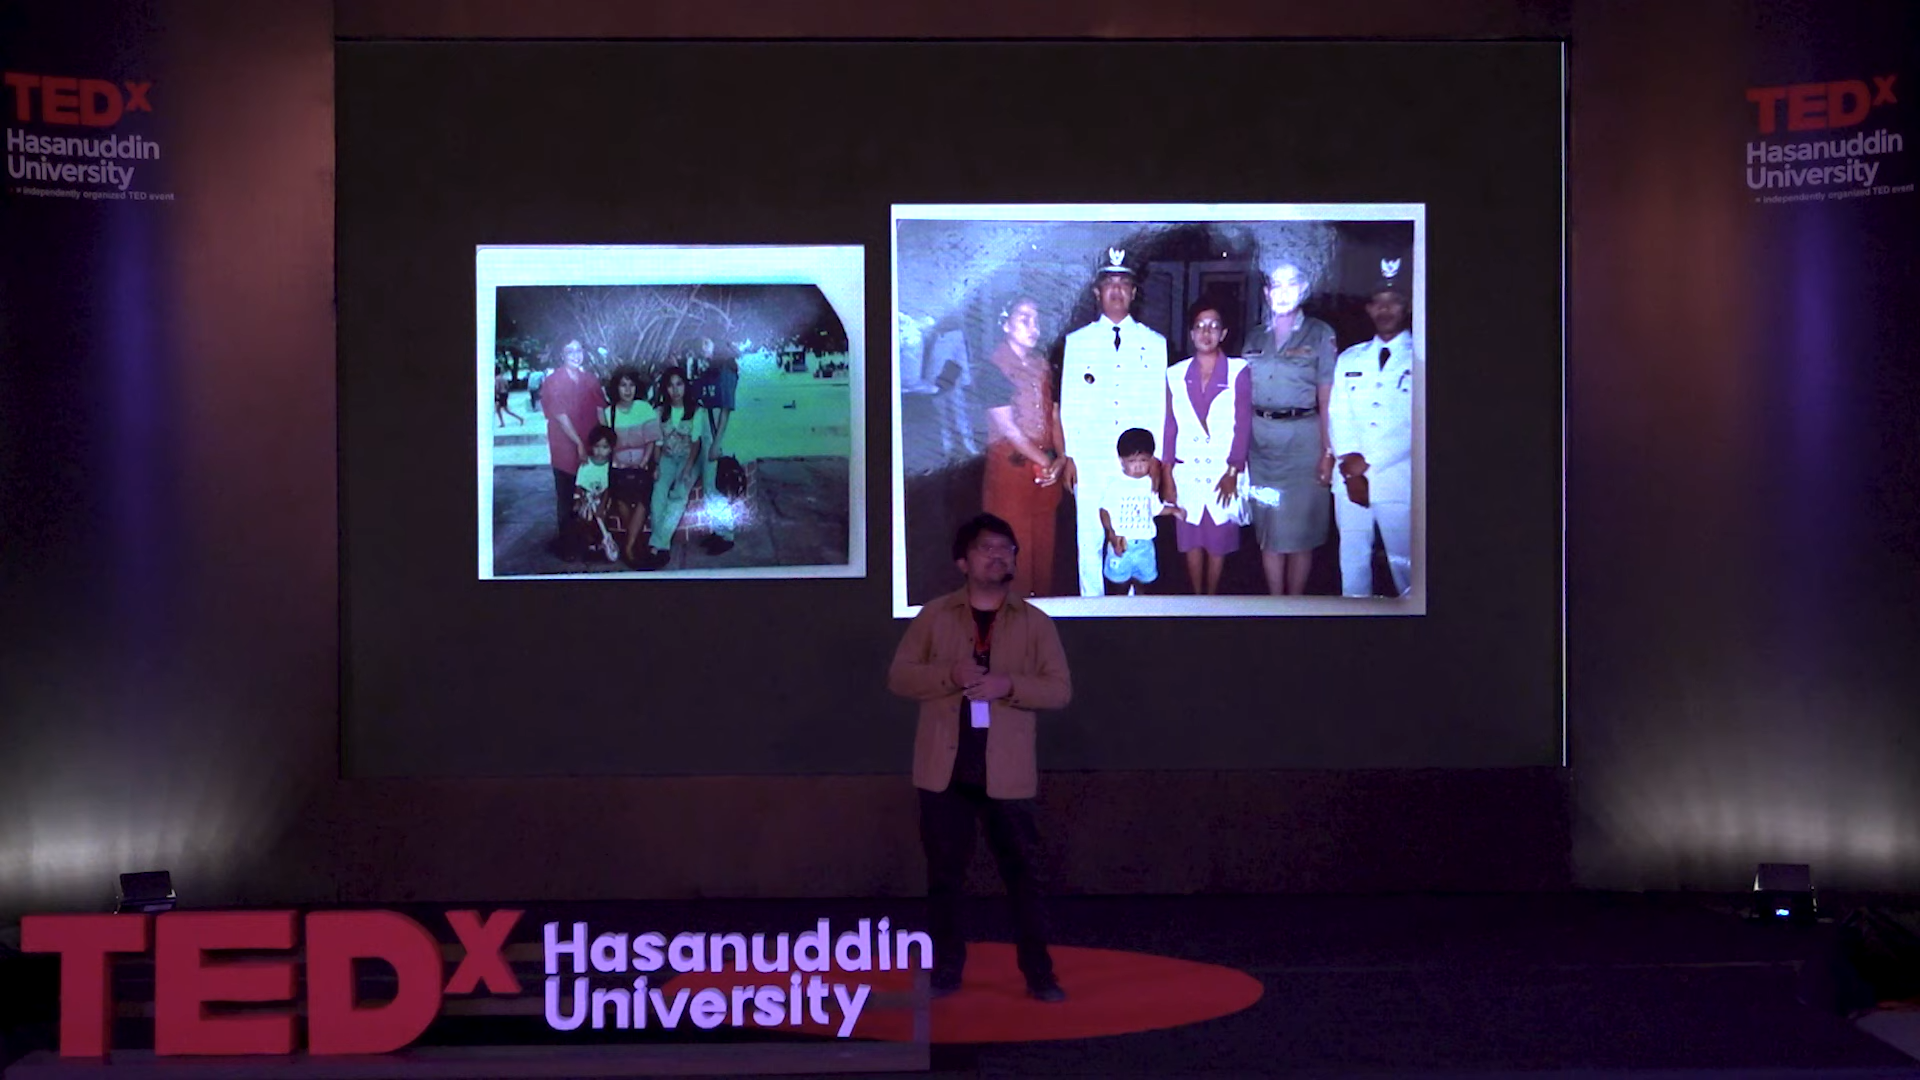 TEDx
Hasanuddin
University
x independently organized TED event
TEDx
Hasanuddin
University
x independently organized TED event
TEDx
Hasanuddin
University